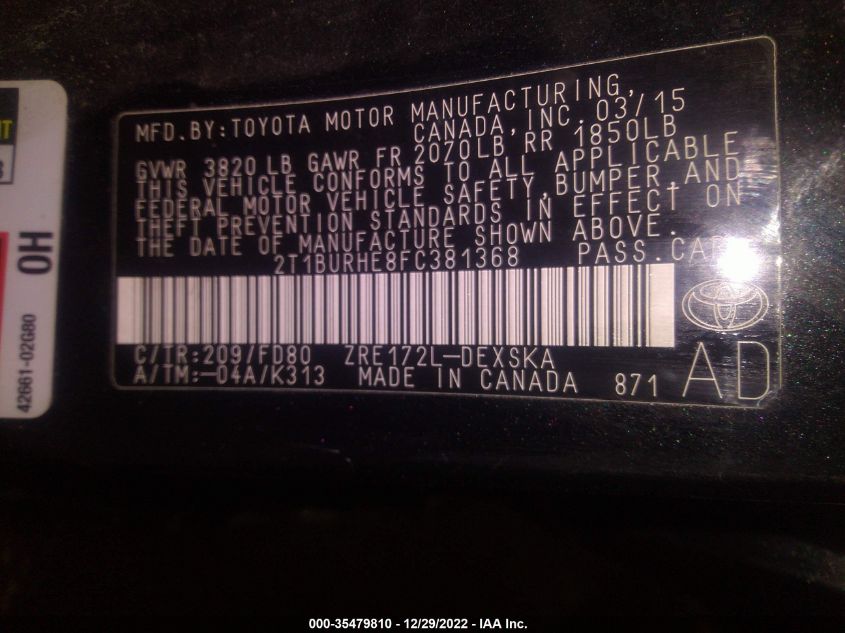 MFD.BY:TOYOTA MOTOR MANUFACTURING,
CANADA, INC. 03/15
GVWR 3820 LB GAWR FR 2070LB, RR 1850LB
THIS VEHICLE CONFORMS TO ALL APPLICABLE
FEDERAL MOTOR VEHICLE SAFETY, BUMPER, AND
THEFT PREVENTION STANDARDS IN EFFECT ON
THE DATE OF MANUFACTURE SHOWN ABOVE.
2T1BURHE8FC381368 PASS.CAR
C/TR:209/FD80 ZRE172L-DEXSKA
A/TM:-04A/K313 MADE IN CANADA 871
AD
OH
42661-02G80
000-35479810 - 12/29/2022 - IAA Inc.